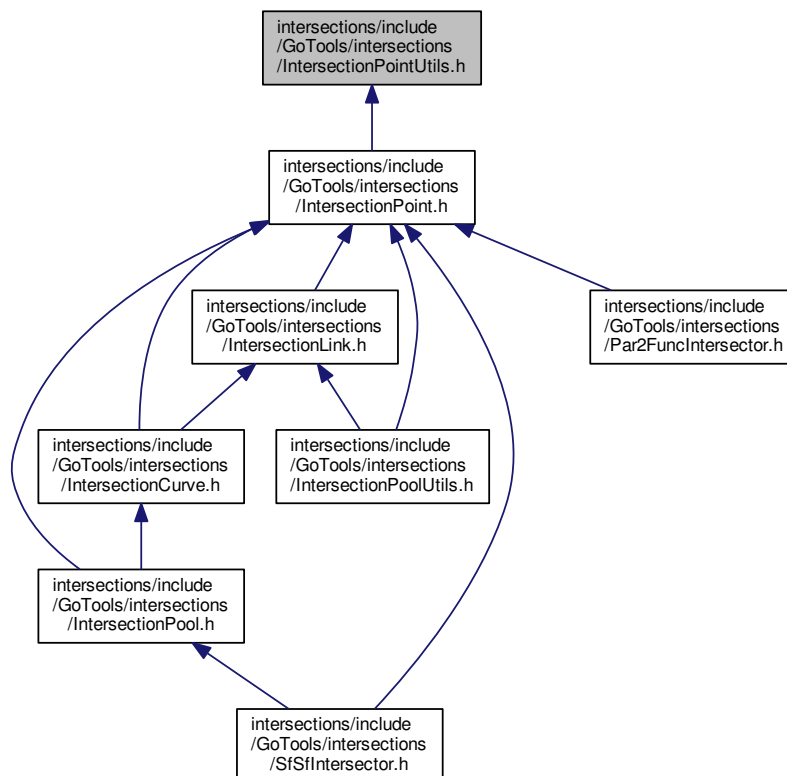 intersections/include
/GoTools/intersections
/IntersectionPointUtils.h
intersections/include
/GoTools/intersections
/IntersectionPoint.h
intersections/include
/GoTools/intersections
/IntersectionLink.h
intersections/include
/GoTools/intersections
/Par2FuncIntersector.h
intersections/include
/GoTools/intersections
/IntersectionCurve.h
intersections/include
/GoTools/intersections
/IntersectionPoolUtils.h
intersections/include
/GoTools/intersections
/IntersectionPool.h
intersections/include
/GoTools/intersections
/SfSfIntersector.h